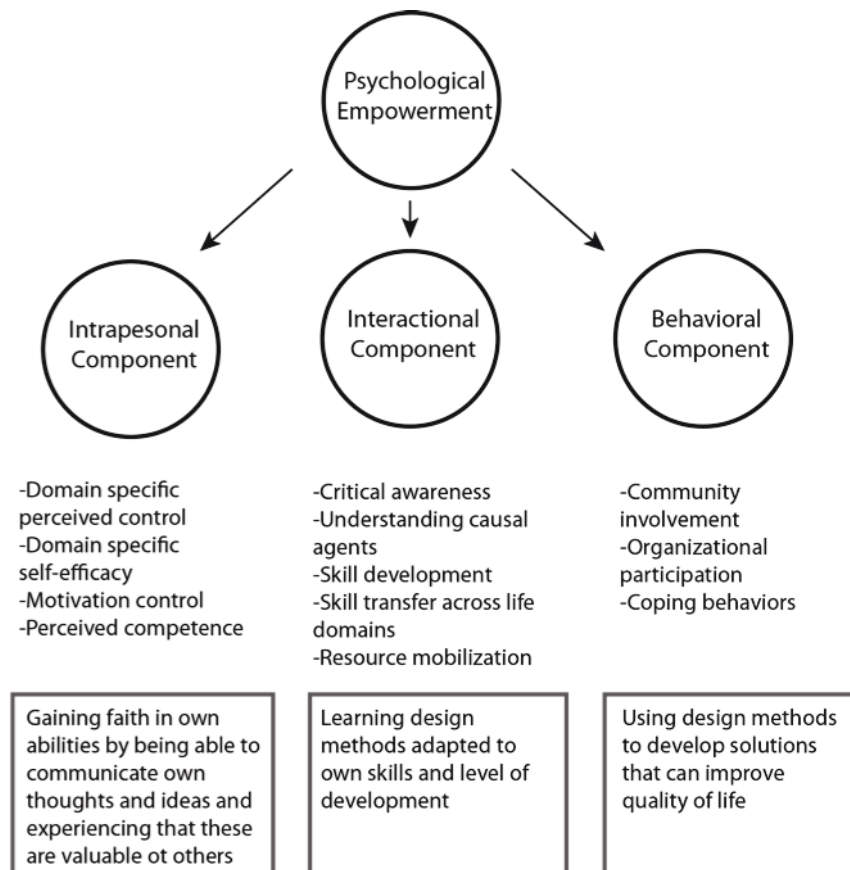 Psychological
Empowerment
Intrapesonal
Component
Interactional
Component
Behavioral
Component
-Domain specific
perceived control
-Domain specific
self-efficacy
-Motivation control
-Perceived competence
-Critical awareness
-Understanding causal
agents
-Skill development
-Skill transfer across life
domains
-Resource mobilization
-Community
involvement
-Organizational
participation
-Coping behaviors
Gaining faith in own
abilities by being able to
communicate own
thoughts and ideas and
experiencing that these
are valuable ot others
Learning design
methods adapted to
own skills and level of
development
Using design methods
to develop solutions
that can improve
quality of life